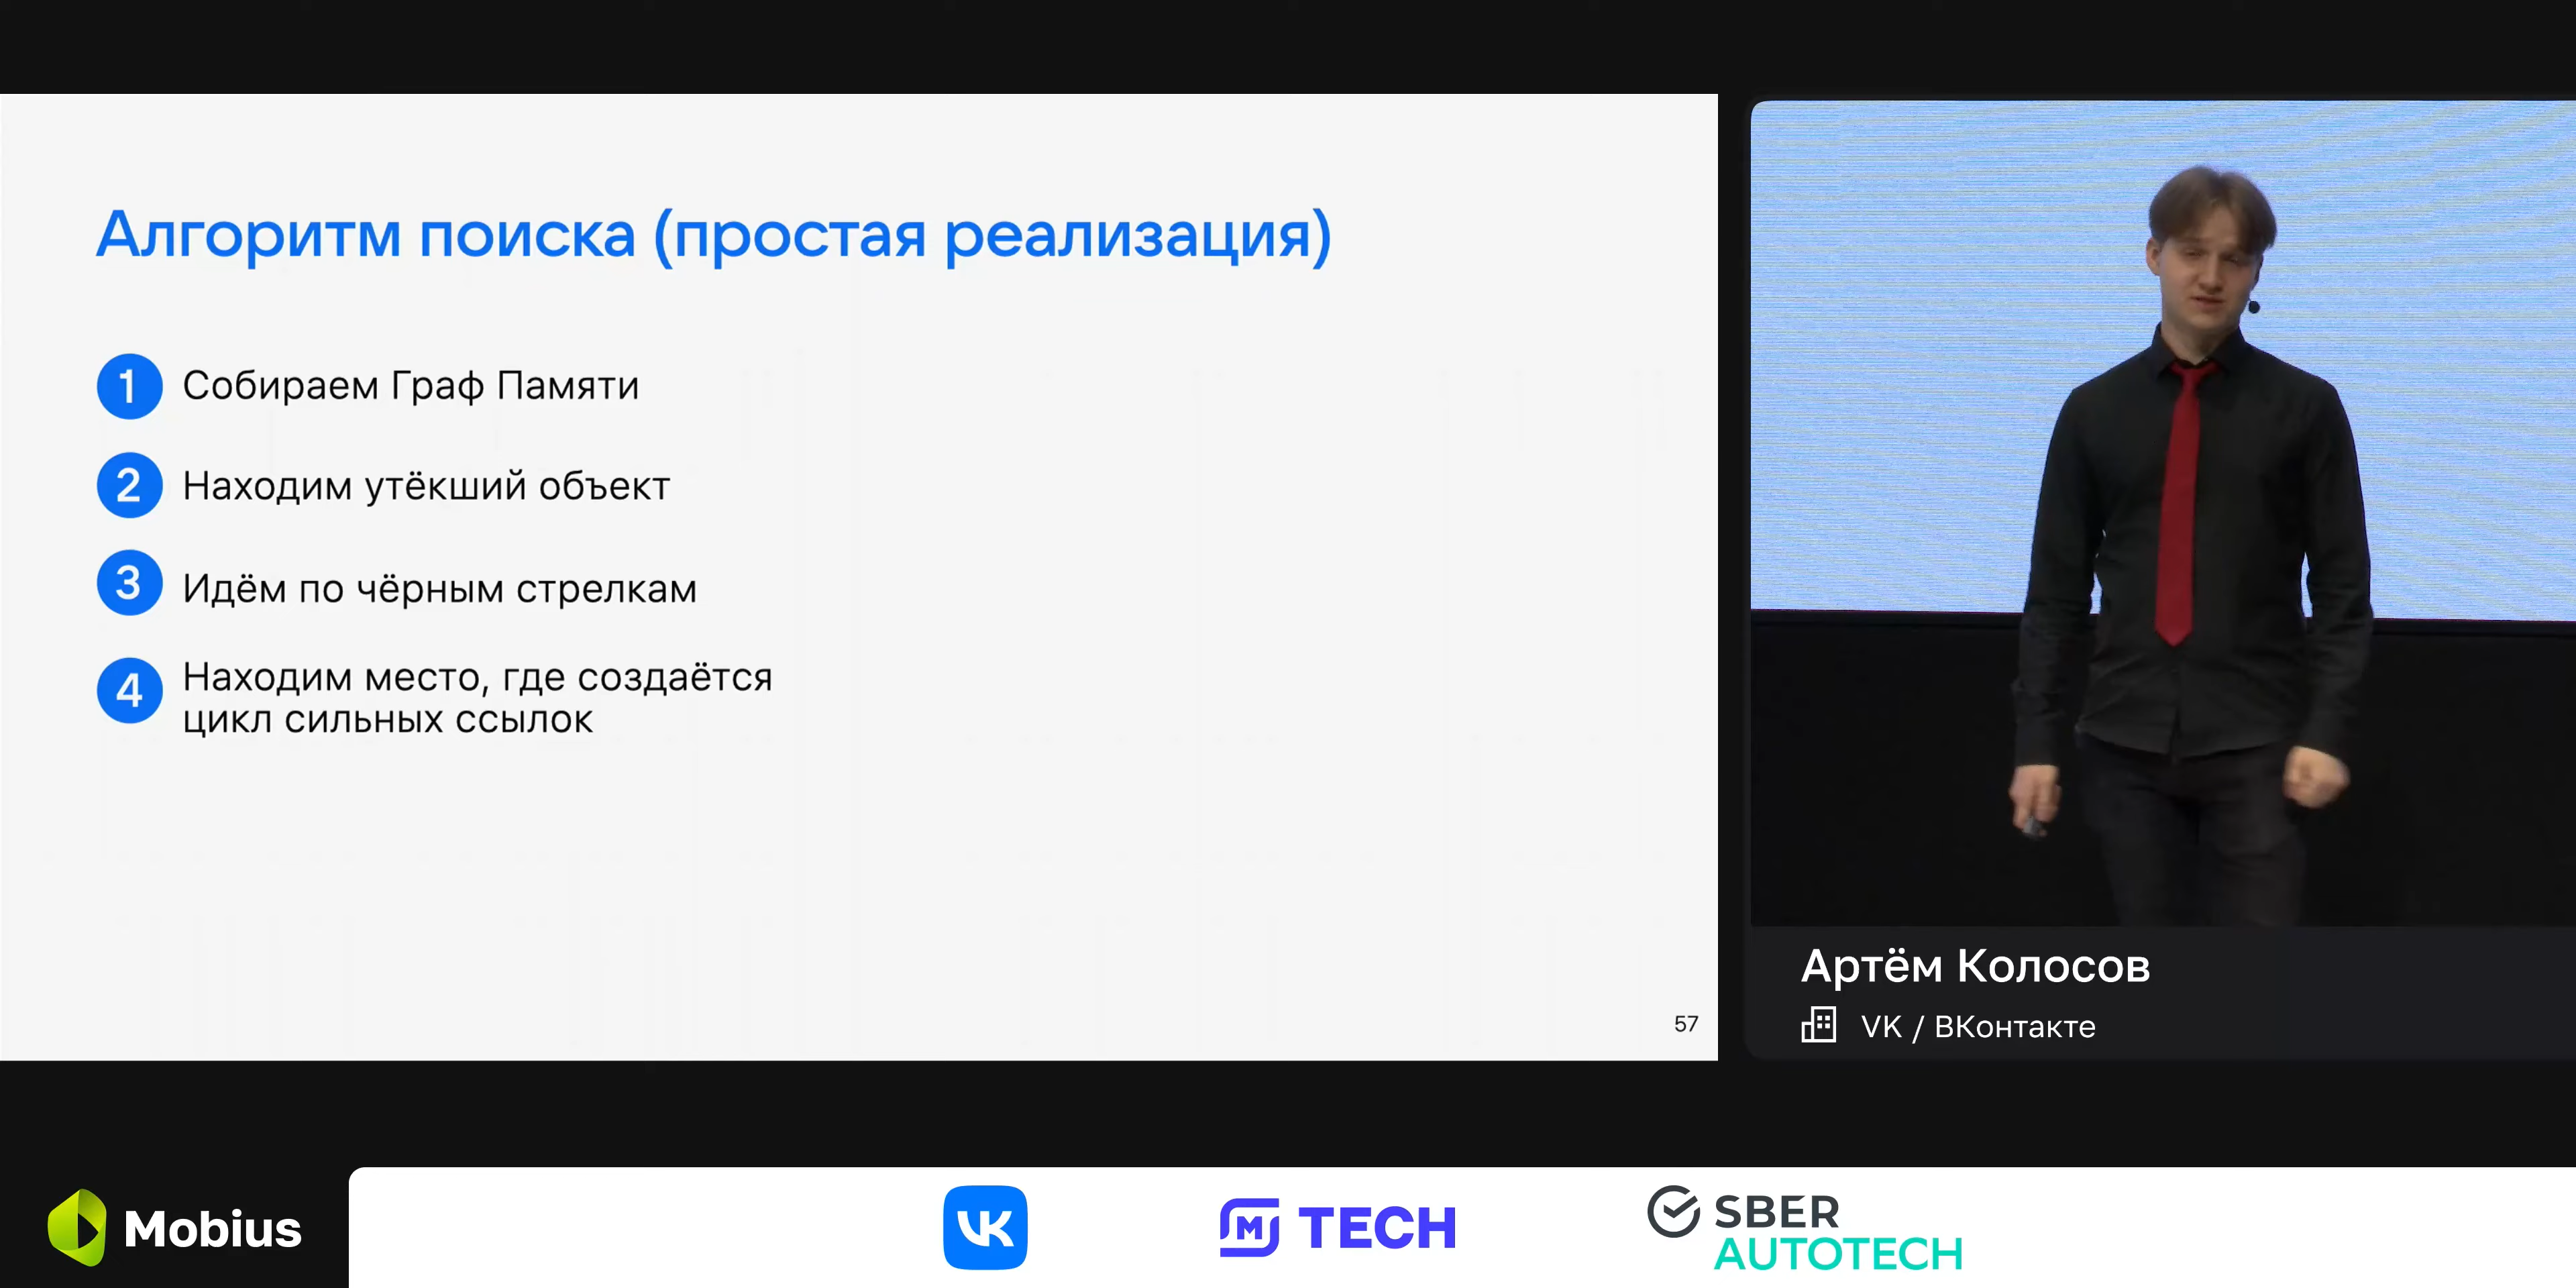 Алгоритм поиска (простая реализация)
1 Собираем Граф Памяти
2 Находим утёкший объект
3 Идём по чёрным стрелкам
4 Находим место, где создаётся
цикл сильных ссылок
57
Артём Колосов
VK / ВКонтакте
Mobius
VK
M TECH
SBER
AUTOTECH